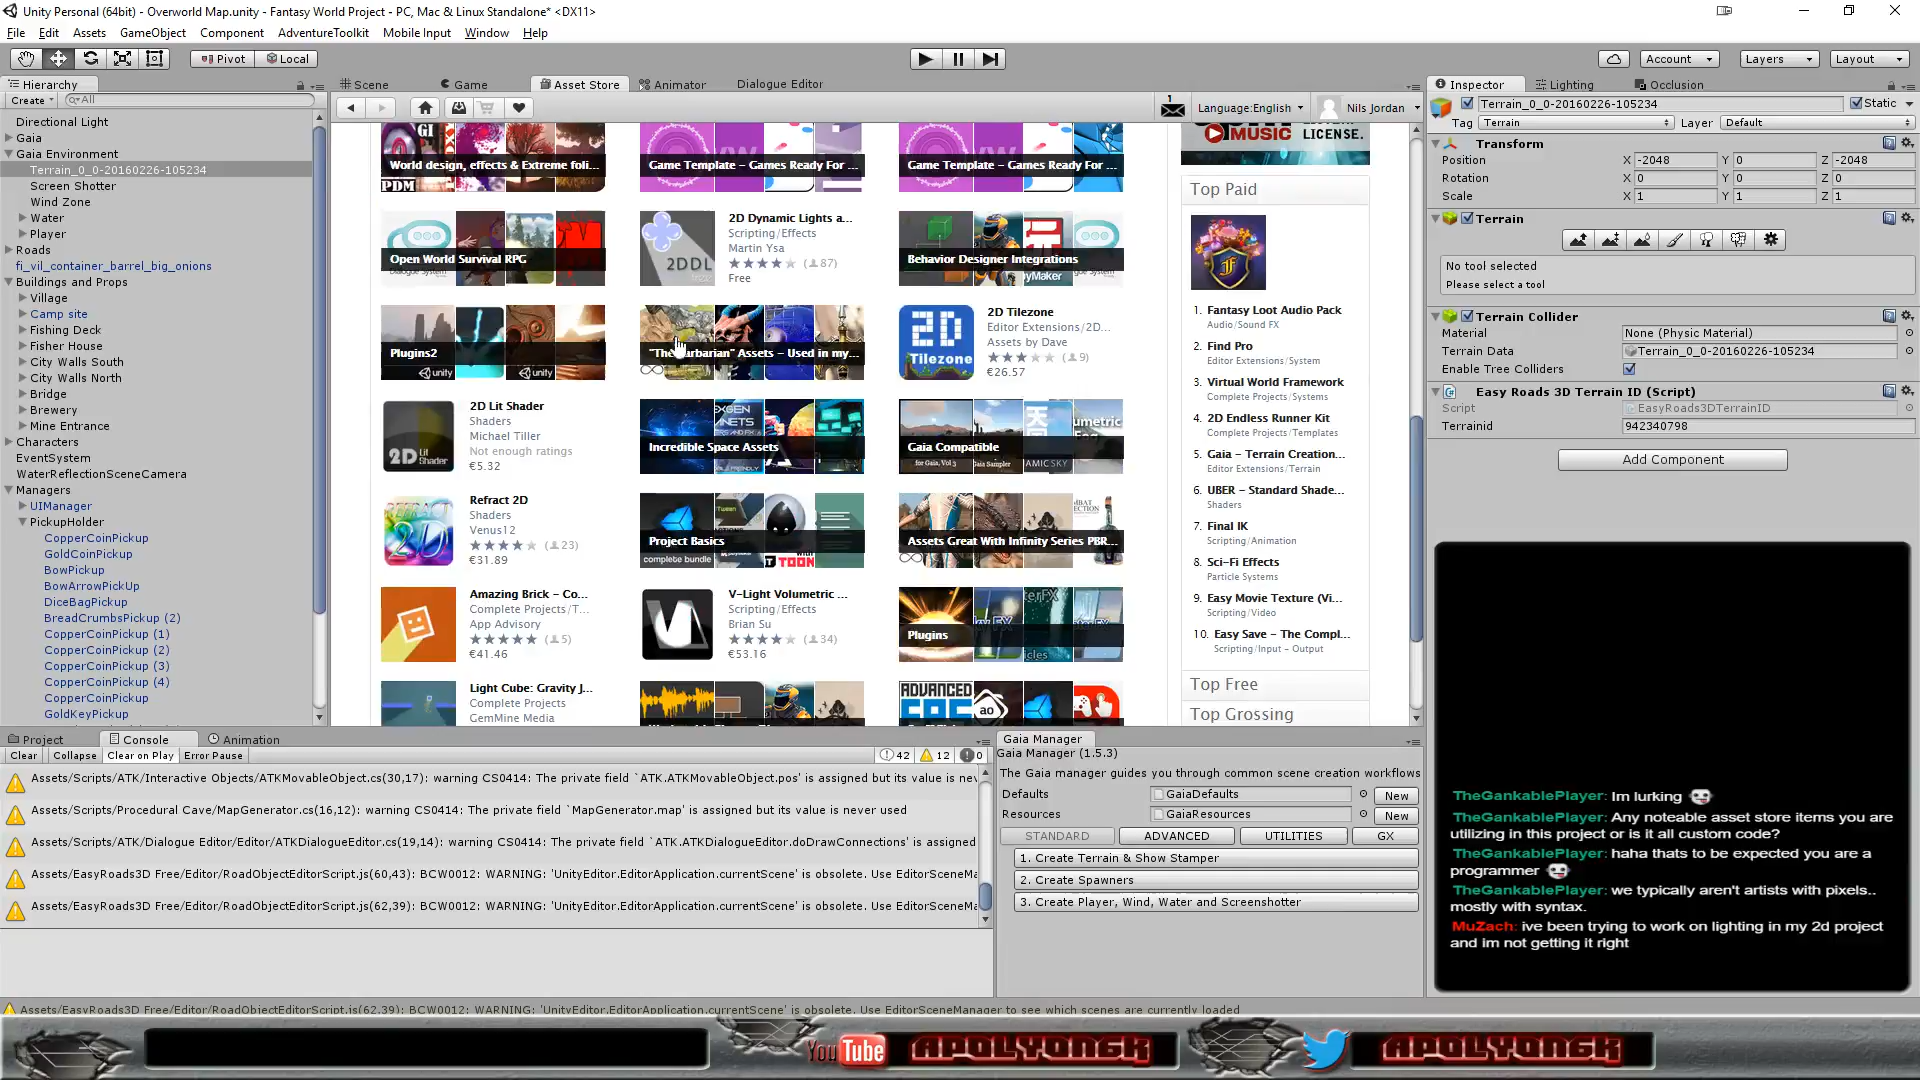 Unity Personal (64bit) - Overworld Map.unity - Fantasy World Project - PC, Mac & Linux Standalone* <DX11>
File Edit Assets GameObject Component AdventureToolkit Mobile Input Window Help
Pivot Local Account Layers Layout
Hierarchy
Create All
Directional Light
Gaia
Gaia Environment
Terrain_0_0-20160226-105234
Screen Shotter
Wind Zone
Water
Player
Roads
fi_vil_container_barrel_big_onions
Buildings and Props
Village
Camp site
Fishing Deck
Fisher House
City Walls South
City Walls North
Bridge
Brewery
Mine Entrance
Characters
EventSystem
WaterReflectionSceneCamera
Managers
UIManager
PickupHolder
CopperCoinPickup
GoldCoinPickup
BowPickup
BowArrowPickUp
DiceBagPickup
BreadCrumbsPickup (2)
CopperCoinPickup (1)
CopperCoinPickup (2)
CopperCoinPickup (3)
CopperCoinPickup (4)
CopperCoinPickup
GoldKeyPickup
Scene Game Asset Store Animator Dialogue Editor
1 Language:English Nils Jordan
World design, effects & Extreme foli...
PDM
Game Template - Games Ready For ...
Game Template - Games Ready For ...
Open World Survival RPG
2DDL
2D Dynamic Lights a...
Scripting/Effects
Martin Ysa
(87)
Free
Behavior Designer Integrations
Plugins2
unity unity
"The Barbarian" Assets - Used in my...
2D
Tilezone
2D Tilezone
Editor Extensions/2D...
Assets by Dave
(9)
€26.57
2D Lit
Shader
2D Lit Shader
Shaders
Michael Tiller
Not enough ratings
€5.32
Incredible Space Assets
Gaia Compatible
REFRACT
2D
Refract 2D
Shaders
Venus12
(23)
€31.89
Project Basics
complete bundle
Assets Great With Infinity Series PBR...
Amazing Brick - Co...
Complete Projects/T...
App Advisory
(5)
€41.46
V-Light Volumetric ...
Scripting/Effects
Brian Su
(34)
€53.16
Plugins
Light Cube: Gravity J...
Complete Projects
GemMine Media
ADVANCED
ao
MUSIC LICENSE.
Top Paid
1. Fantasy Loot Audio Pack
Audio/Sound FX
2. Find Pro
Editor Extensions/System
3. Virtual World Framework
Complete Projects/Systems
4. 2D Endless Runner Kit
Complete Projects/Templates
5. Gaia - Terrain Creation...
Editor Extensions/Terrain
6. UBER - Standard Shade...
Shaders
7. Final IK
Scripting/Animation
8. Sci-Fi Effects
Particle Systems
9. Easy Movie Texture (Vi...
Scripting/Video
10. Easy Save - The Compl...
Scripting/Input - Output
Top Free
Top Grossing
Inspector Lighting Occlusion
Terrain_0_0-20160226-105234 Static
Tag Terrain Layer Default
Transform
Position X -2048 Y 0 Z -2048
Rotation X 0 Y 0 Z 0
Scale X 1 Y 1 Z 1
Terrain
No tool selected
Please select a tool
Terrain Collider
Material None (Physic Material)
Terrain Data Terrain_0_0-20160226-105234
Enable Tree Colliders
Easy Roads 3D Terrain ID (Script)
Script EasyRoads3DTerrainID
Terrainid 942340798
Add Component
Project Console Animation
Clear Collapse Clear on Play Error Pause 42 12 0
Assets/Scripts/ATK/Interactive Objects/ATKMovableObject.cs(30,17): warning CS0414: The private field `ATK.ATKMovableObject.pos' is assigned but its value is nev
Assets/Scripts/Procedural Cave/MapGenerator.cs(16,12): warning CS0414: The private field `MapGenerator.map' is assigned but its value is never used
Assets/Scripts/ATK/Dialogue Editor/ATKDialogueEditor.cs(19,14): warning CS0414: The private field `ATK.ATKDialogueEditor.doDrawConnections' is assigned
Assets/EasyRoads3D Free/Editor/RoadObjectEditorScript.js(60,43): BCW0012: WARNING: 'UnityEditor.EditorApplication.currentScene' is obsolete. Use EditorSceneMa
Assets/EasyRoads3D Free/Editor/RoadObjectEditorScript.js(62,39): BCW0012: WARNING: 'UnityEditor.EditorApplication.currentScene' is obsolete. Use EditorSceneMa
Gaia Manager
Gaia Manager (1.5.3)
The Gaia manager guides you through common scene creation workflows
Defaults GaiaDefaults New
Resources GaiaResources New
STANDARD ADVANCED UTILITIES GX
1. Create Terrain & Show Stamper
2. Create Spawners
3. Create Player, Wind, Water and Screenshotter
TheGankablePlayer: Im lurking
TheGankablePlayer: Any noteable asset store items you are
utilizing in this project or is it all custom code?
TheGankablePlayer: haha thats to be expected you are a
programmer
TheGankablePlayer: we typically aren't artists with pixels..
mostly with syntax.
MuZach: ive been trying to work on lighting in my 2d project
and im not getting it right
Assets/EasyRoads3D Free/Editor/RoadObjectEditorScript.js(62,39): BCW0012: WARNING: 'UnityEditor.EditorApplication.currentScene' is obsolete. Use EditorSceneManager to see which scenes are currently loaded
YouTube APOLYONGK APOLYONGK